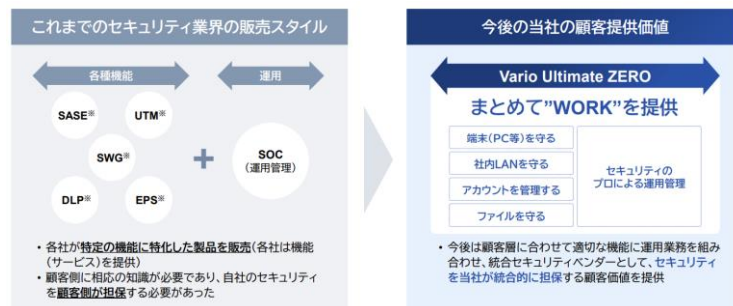 これまでのセキュリティ業界の販売スタイル
各種機能
運用
SASE※
UTM※
SWG※
DLP※
EPS※
+
SOC
(運用管理)
・各社が特定の機能に特化した製品を販売(各社は機能
(サービス)を提供)
・顧客側に相応の知識が必要であり、自社のセキュリティ
を顧客側が担保する必要があった
今後の当社の顧客提供価値
Vario Ultimate ZERO
まとめて”WORK”を提供
端末(PC等)を守る
社内LANを守る
アカウントを管理する
ファイルを守る
セキュリティの
プロによる運用管理
・今後は顧客層に合わせて適切な機能に運用業務を組み
合わせ、統合セキュリティベンダーとして、セキュリティ
を当社が統合的に担保する顧客価値を提供